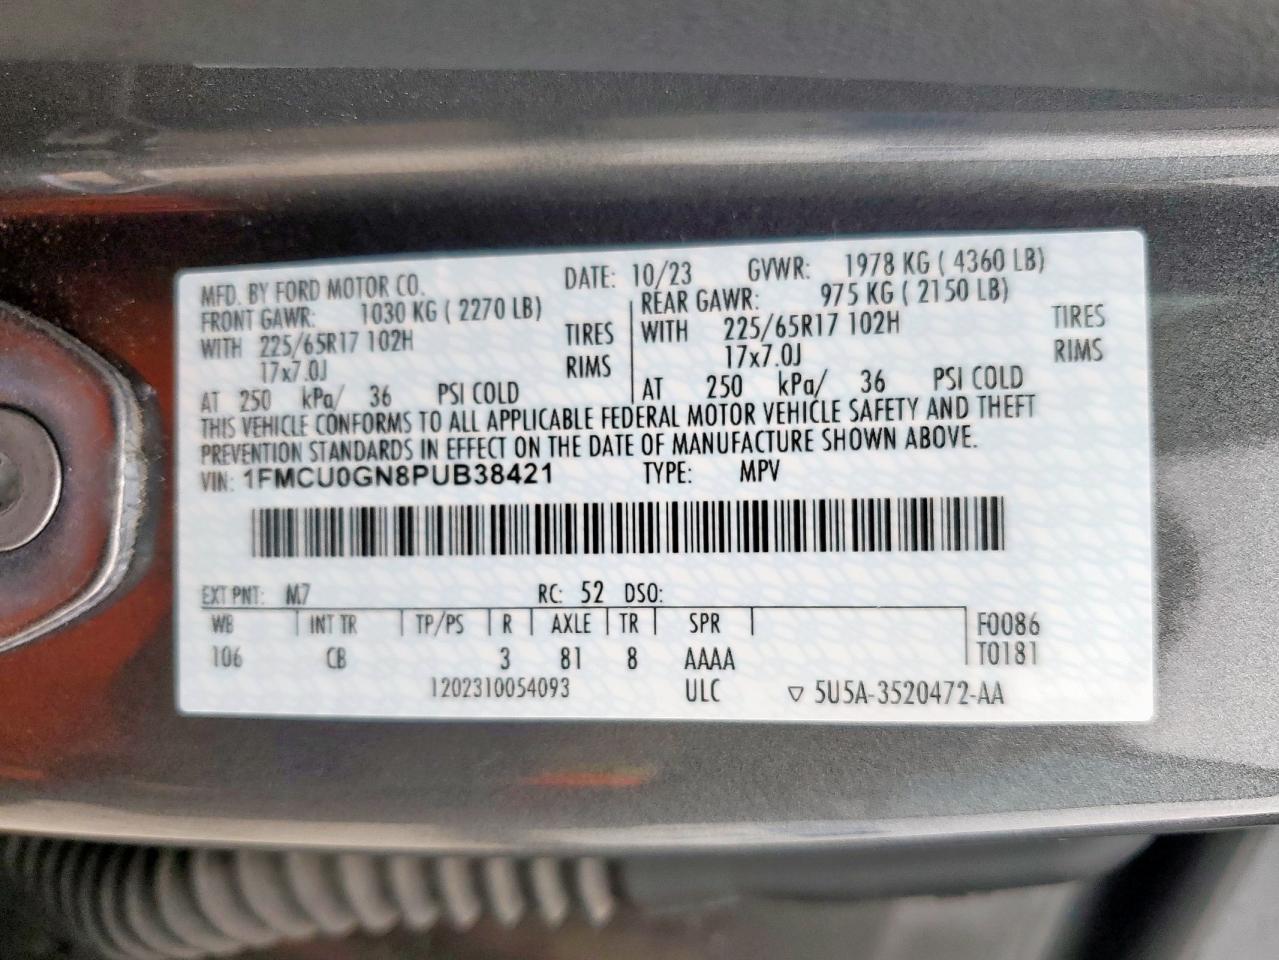 MFD. BY FORD MOTOR CO. DATE: 10/23 GVWR: 1978 KG ( 4360 LB)
FRONT GAWR: 1030 KG ( 2270 LB) REAR GAWR: 975 KG ( 2150 LB)
WITH 225/65R17 102H TIRES WITH 225/65R17 102H TIRES
17x7.0J RIMS 17x7.0J RIMS
AT 250 kPa/ 36 PSI COLD AT 250 kPa/ 36 PSI COLD
THIS VEHICLE CONFORMS TO ALL APPLICABLE FEDERAL MOTOR VEHICLE SAFETY AND THEFT
PREVENTION STANDARDS IN EFFECT ON THE DATE OF MANUFACTURE SHOWN ABOVE.
VIN: 1FMCU0GN8PUB38421 TYPE: MPV
EXT PNT: M7 RC: 52 DSO:
WB INT TR TP/PS R AXLE TR SPR F0086
106 CB 3 81 8 AAAA T0181
1202310054093 ULC ▽ 5U5A-3520472-AA